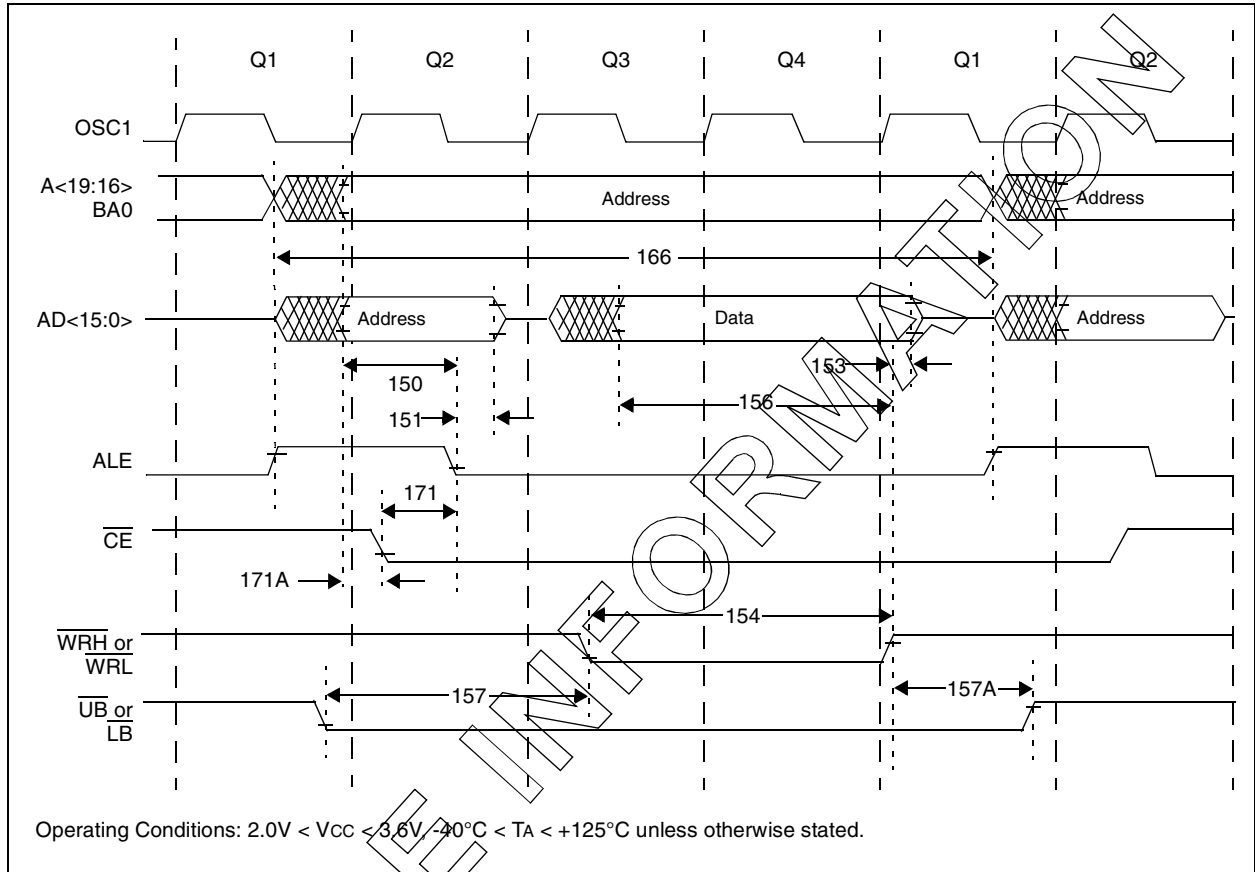 Q1 Q2 Q3 Q4 Q1 Q2
OSC1
A<19:16>
BA0
Address
Address
166
AD<15:0>
Address
Data
Address
150
153
151
156
ALE
171
CE
171A
154
WRH or
WRL
157
157A
UB or
LB
Operating Conditions: 2.0V < VCC < 3.6V, -40°C < TA < +125°C unless otherwise stated.
E INFORMATION